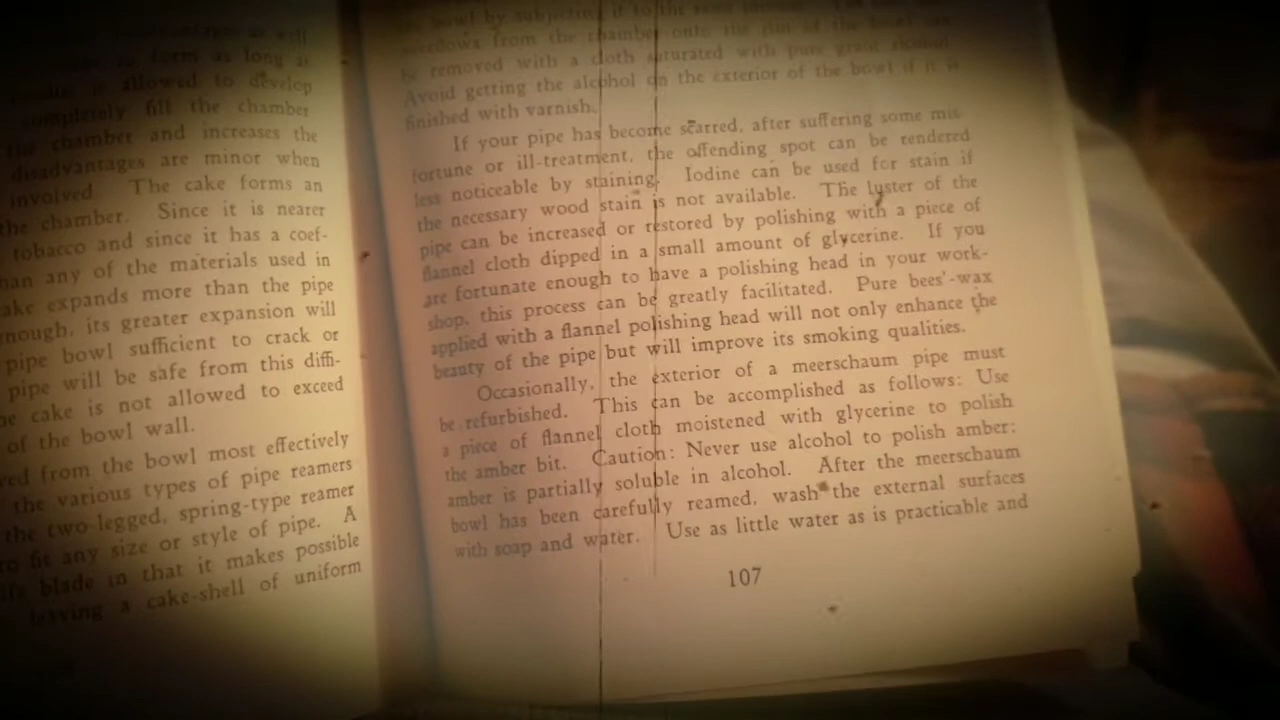 form as long
is allowed to develop
completely fill the chamber
the chamber and increases the
disadvantages are minor when
involved. The cake forms an
the chamber. Since it is nearer
tobacco and since it has a coef-
han any of the materials used in
ake expands more than the pipe
nough, its greater expansion will
pipe bowl sufficient to crack or
pipe will be safe from this diffi-
he cake is not allowed to exceed
of the bowl wall.
ved from the bowl most effectively
the various types of pipe reamers
the two-legged, spring-type reamer
to fit any size or style of pipe. A
blade in that it makes possible
leaving a cake-shell of uniform
bowl by subjecting it to the
from the chamber onto the rim of the bowl can
be removed with a cloth saturated with pure grain alcohol.
Avoid getting the alcohol on the exterior of the bowl if it is
finished with varnish.
If your pipe has become scarred, after suffering some mis-
fortune or ill-treatment, the offending spot can be rendered
less noticeable by staining. Iodine can be used for stain if
the necessary wood stain is not available. The luster of the
pipe can be increased or restored by polishing with a piece of
flannel cloth dipped in a small amount of glycerine. If you
are fortunate enough to have a polishing head in your work-
shop, this process can be greatly facilitated. Pure bees'-wax
applied with a flannel polishing head will not only enhance the
beauty of the pipe but will improve its smoking qualities.
Occasionally, the exterior of a meerschaum pipe must
be refurbished. This can be accomplished as follows: Use
a piece of flannel cloth moistened with glycerine to polish
the amber bit. Caution: Never use alcohol to polish amber:
amber is partially soluble in alcohol. After the meerschaum
bowl has been carefully reamed, wash the external surfaces
with soap and water. Use as little water as is practicable and
107